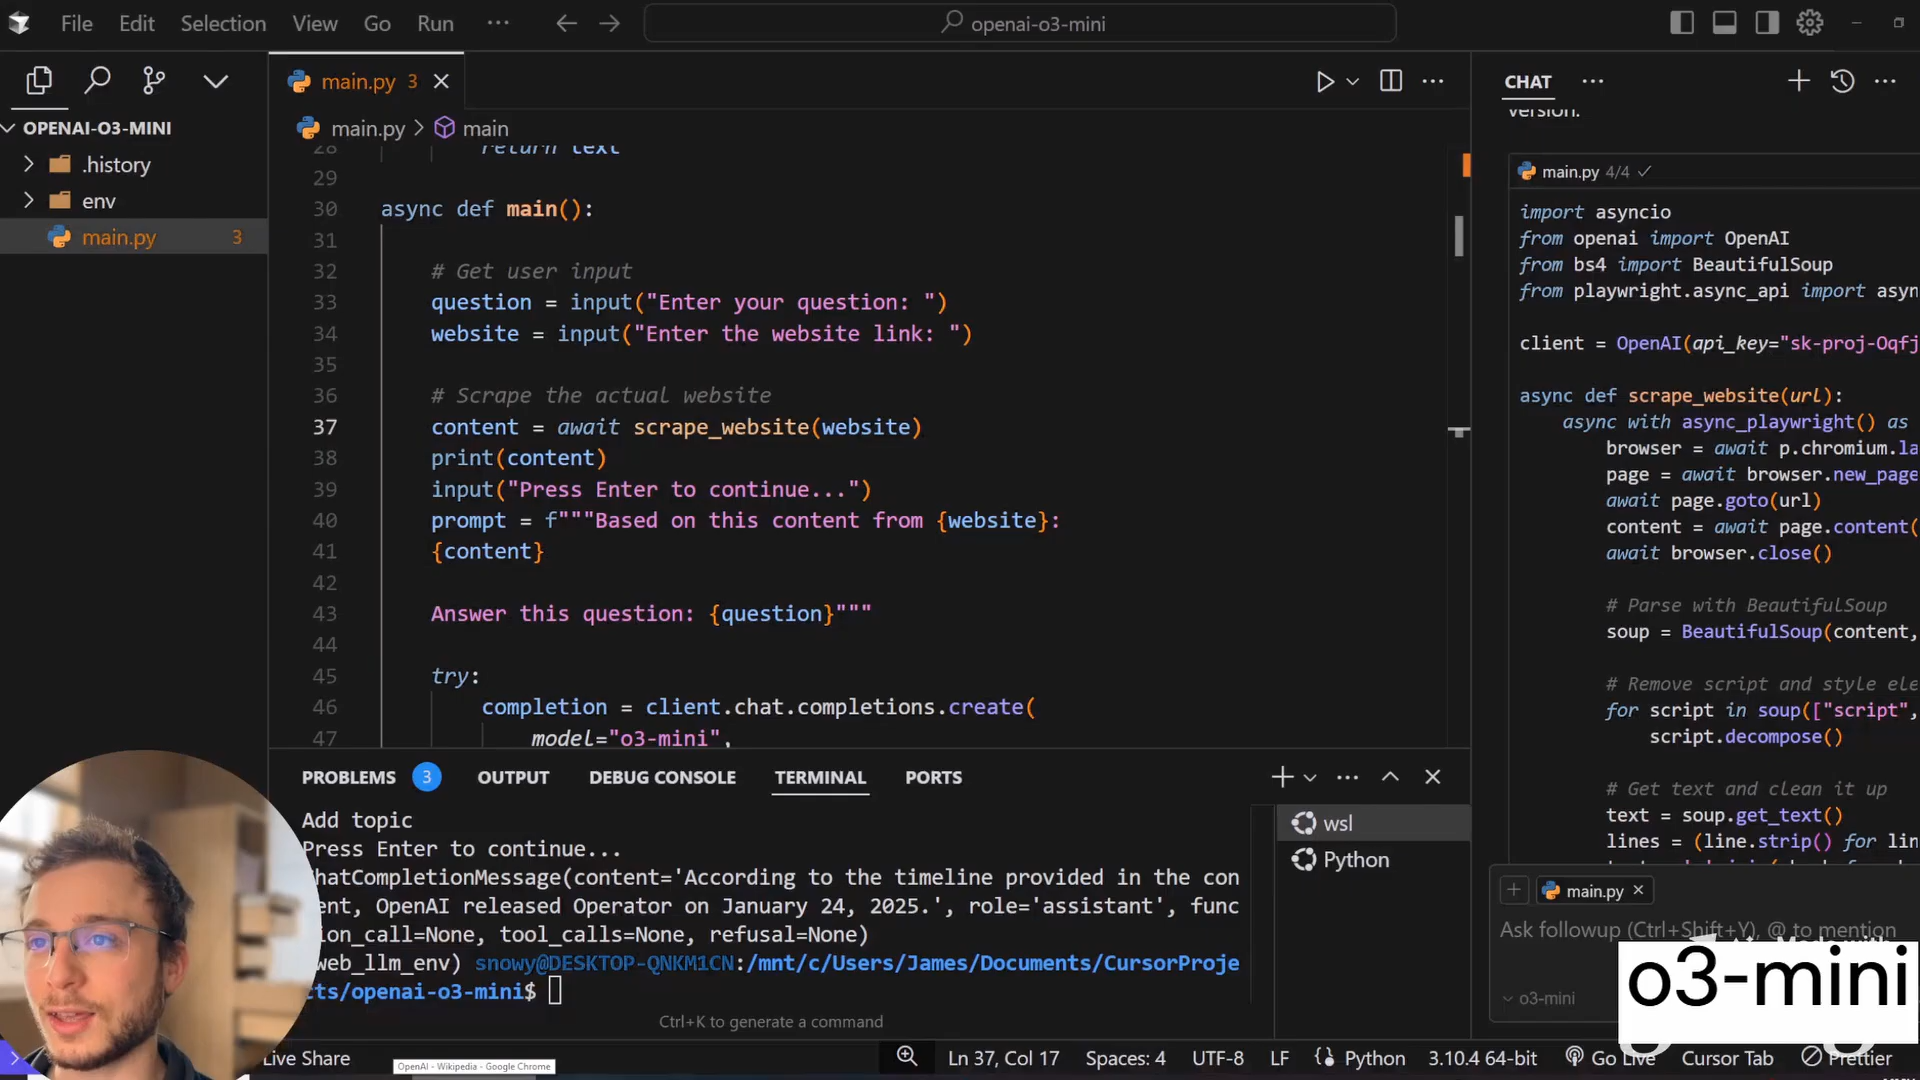 File Edit Selection View Go Run ··· openai-o3-mini
main.py 3
CHAT ···
OPENAI-O3-MINI
.history
env
main.py 3
main.py > main
28 return text
29
30 async def main():
31
32 # Get user input
33 question = input("Enter your question: ")
34 website = input("Enter the website link: ")
35
36 # Scrape the actual website
37 content = await scrape_website(website)
38 print(content)
39 input("Press Enter to continue...")
40 prompt = f"""Based on this content from {website}:
41 {content}
42
43 Answer this question: {question}"""
44
45 try:
46 completion = client.chat.completions.create(
47 model="o3-mini",
PROBLEMS 3 OUTPUT DEBUG CONSOLE TERMINAL PORTS
Add topic
Press Enter to continue...
ChatCompletionMessage(content='According to the timeline provided in the con
ent, OpenAI released Operator on January 24, 2025.', role='assistant', func
ion_call=None, tool_calls=None, refusal=None)
web_llm_env) snowy@DESKTOP-QNKM1CN:/mnt/c/Users/James/Documents/CursorProje
cts/openai-o3-mini$
Ctrl+K to generate a command
wsl
Python
version.
main.py 4/4
import asyncio
from openai import OpenAI
from bs4 import BeautifulSoup
from playwright.async_api import asyn
client = OpenAI(api_key="sk-proj-Oqfj
async def scrape_website(url):
async with async_playwright() as
browser = await p.chromium.la
page = await browser.new_page
await page.goto(url)
content = await page.content(
await browser.close()
# Parse with BeautifulSoup
soup = BeautifulSoup(content,
# Remove script and style ele
for script in soup(["script",
script.decompose()
# Get text and clean it up
text = soup.get_text()
lines = (line.strip() for lin
main.py
Ask followup (Ctrl+Shift+Y), @ to mention
o3-mini
o3-mini
Live Share
OpenAI - Wikipedia - Google Chrome
Ln 37, Col 17 Spaces: 4 UTF-8 LF Python 3.10.4 64-bit Go Live Cursor Tab Prettier